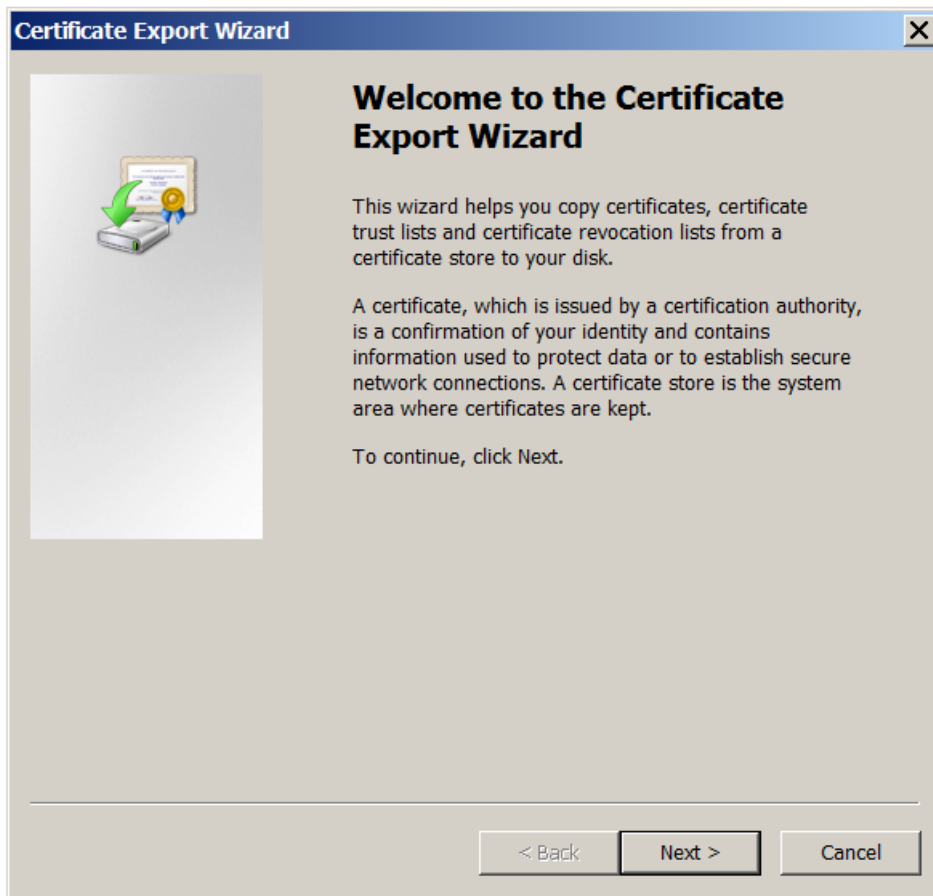 Certificate Export Wizard
Welcome to the Certificate
Export Wizard
This wizard helps you copy certificates, certificate
trust lists and certificate revocation lists from a
certificate store to your disk.
A certificate, which is issued by a certification authority,
is a confirmation of your identity and contains
information used to protect data or to establish secure
network connections. A certificate store is the system
area where certificates are kept.
To continue, click Next.
< Back Next > Cancel